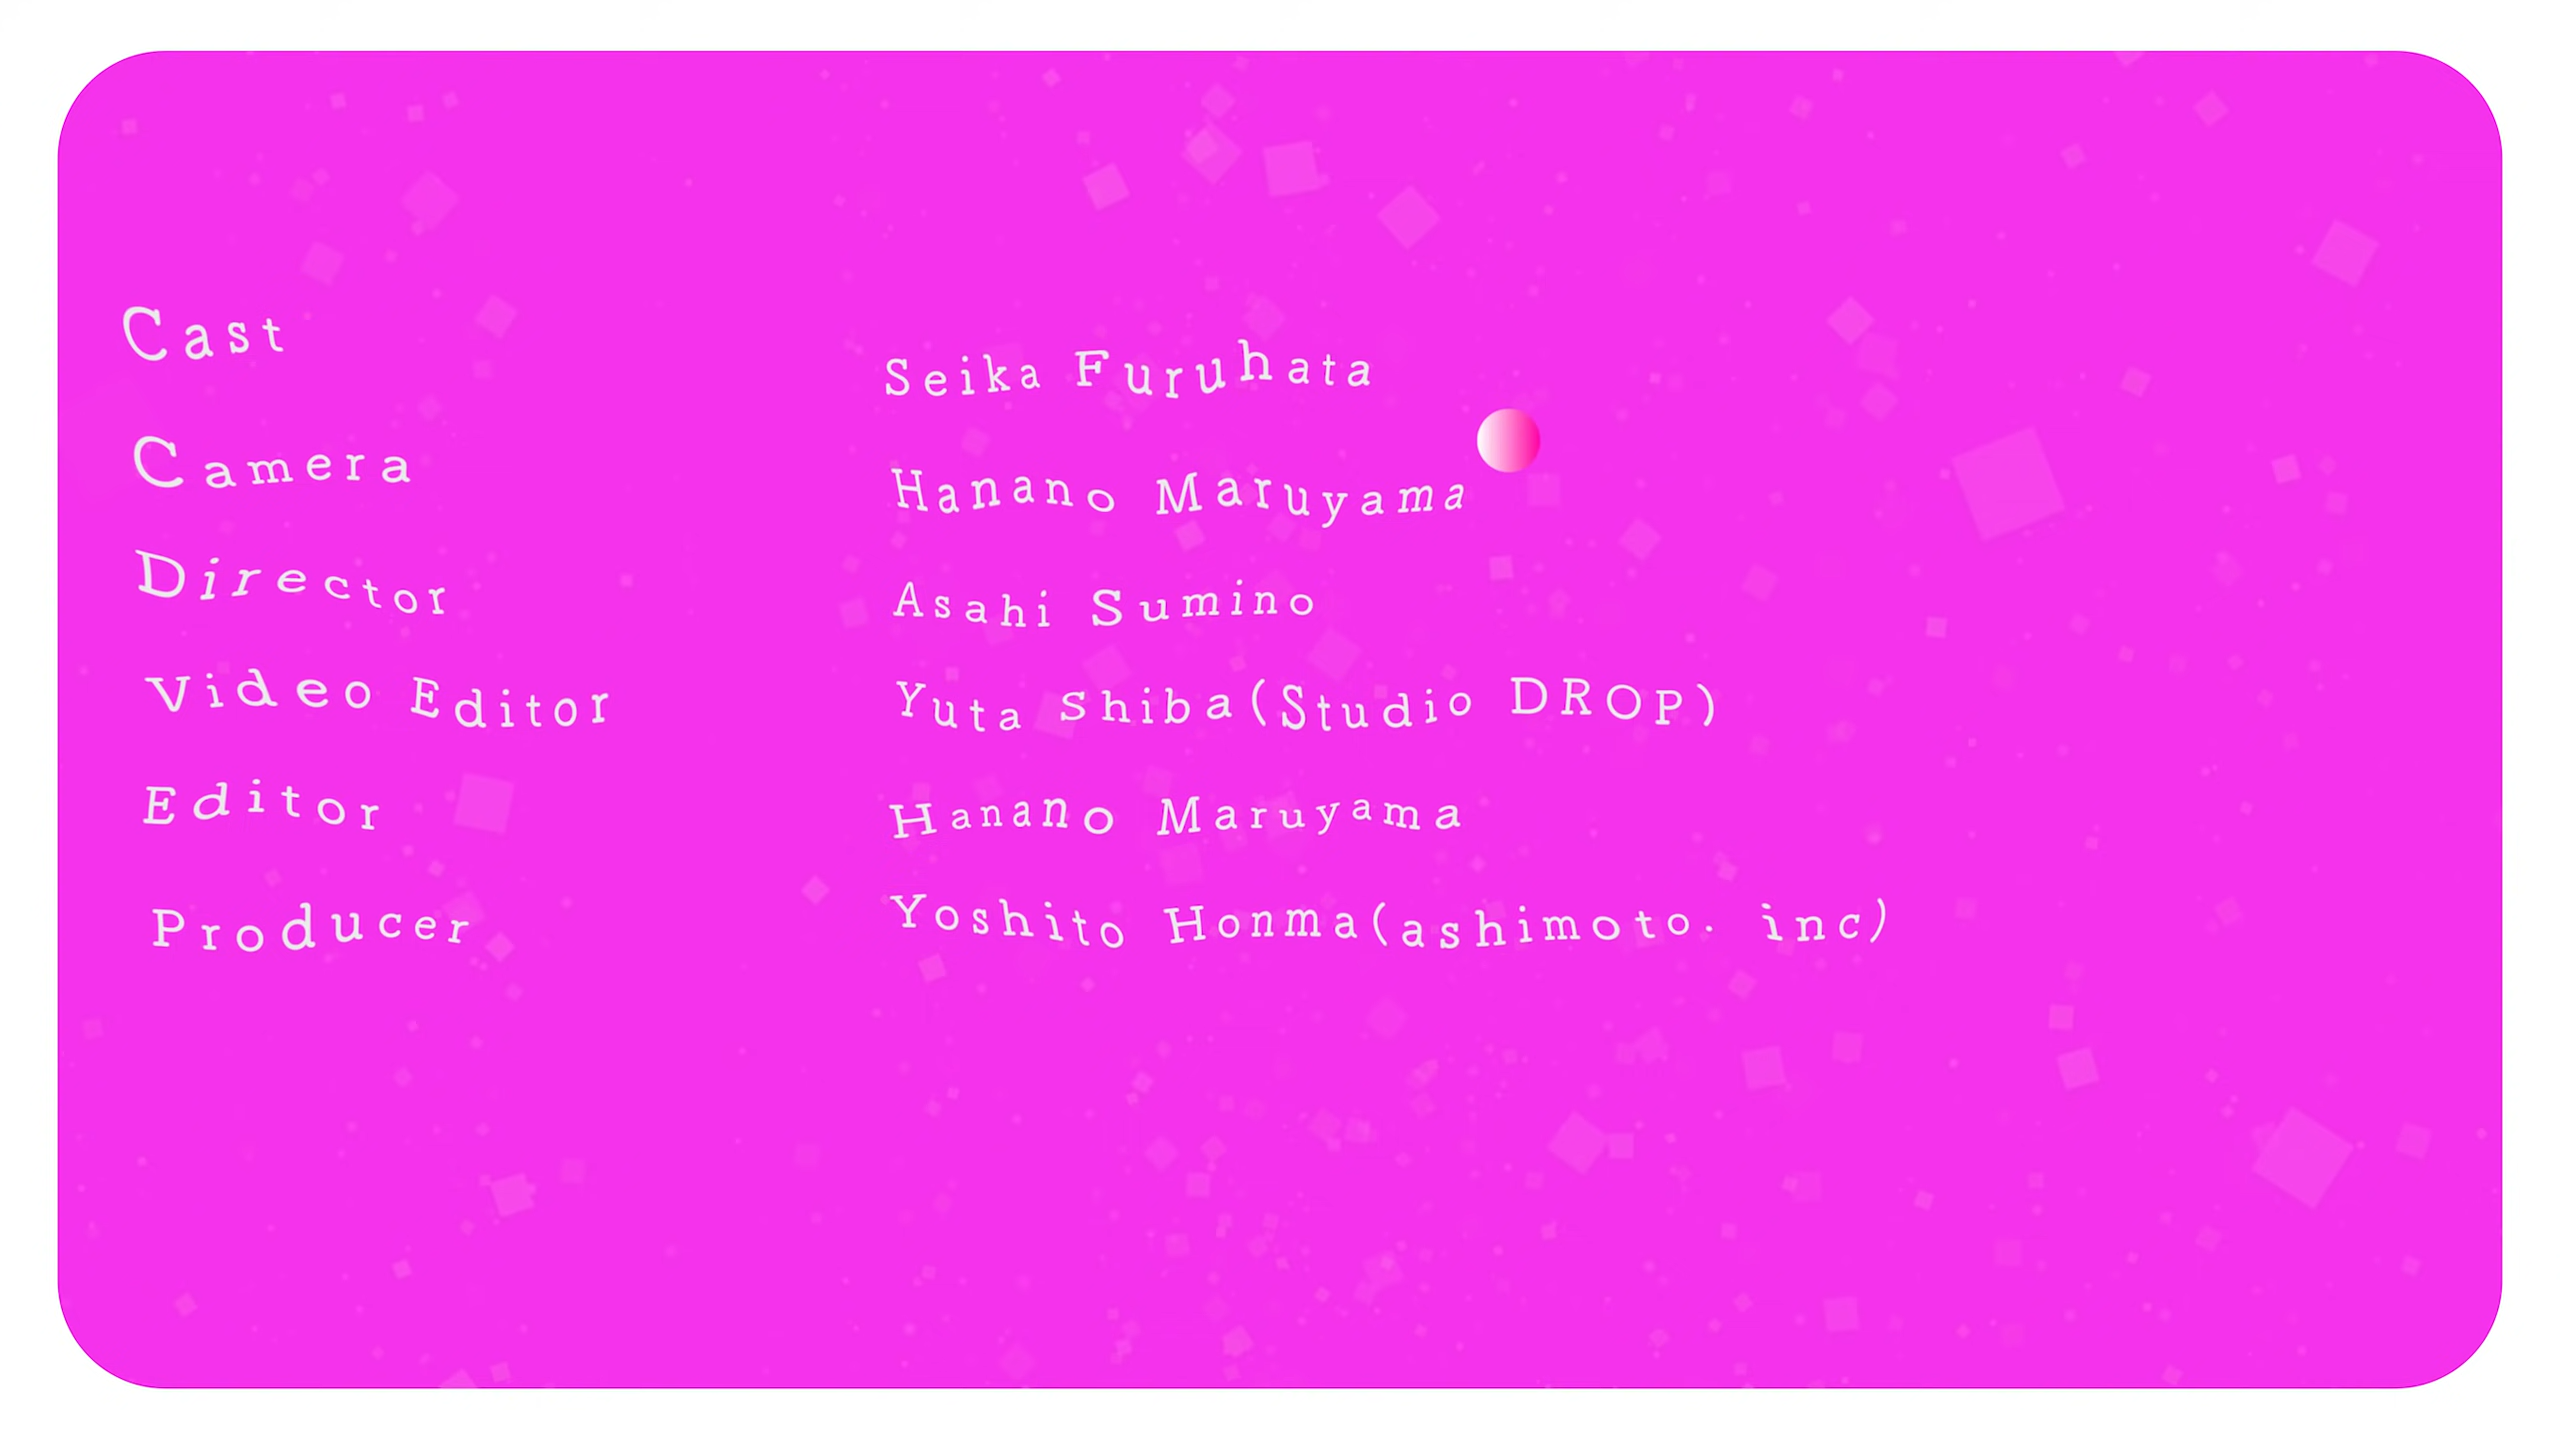 Cast Seika Furuhata
Camera Hanano Maruyama
Director Asahi Sumino
Video Editor Yuta Shiba(Studio DROP)
Editor Hanano Maruyama
Producer Yoshito Honma(ashimoto. inc)